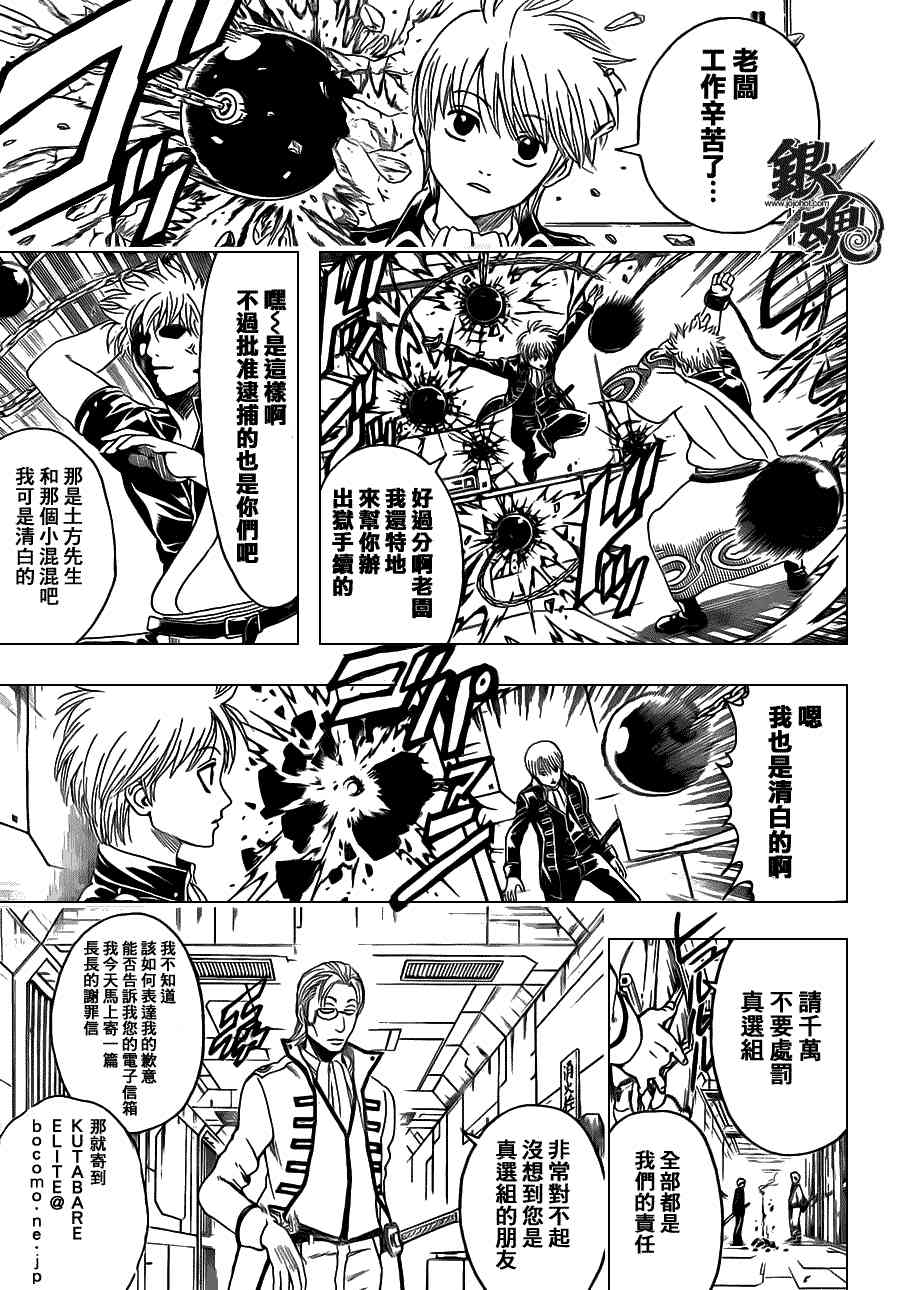 老闆
工作辛苦了…
銀魂
www.jojohot.com
好過分啊老闆
我還特地
來幫你辦
出獄手續的
嘿～是這樣啊
不過批准逮捕的也是你們吧
那是土方先生
和那個小混混吧
我可是清白的
嗯
我也是清白的啊
請千萬
不要處罰
真選組
全部都是
我們的責任
消火栓
非常對不起
沒想到您是
真選組的朋友
我不知道
該如何表達我的歉意
能否告訴我您的電子信箱
我今天馬上寄一篇
長長的謝罪信
那就寄到
KUTABARE
ELITE@
bocomo.ne.jp